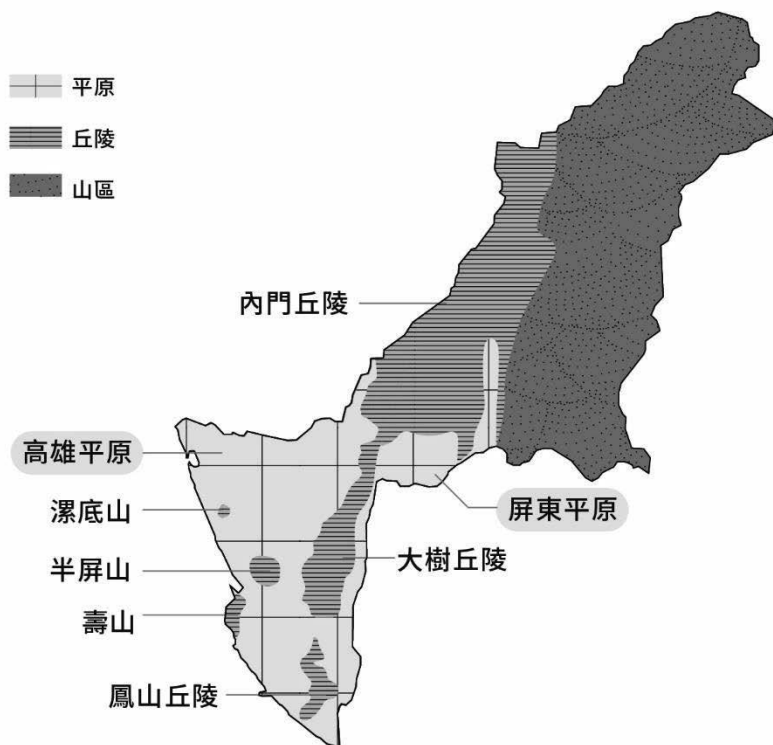 平原
丘陵
山區
內門丘陵
高雄平原
漯底山
屏東平原
半屏山
大樹丘陵
壽山
鳳山丘陵